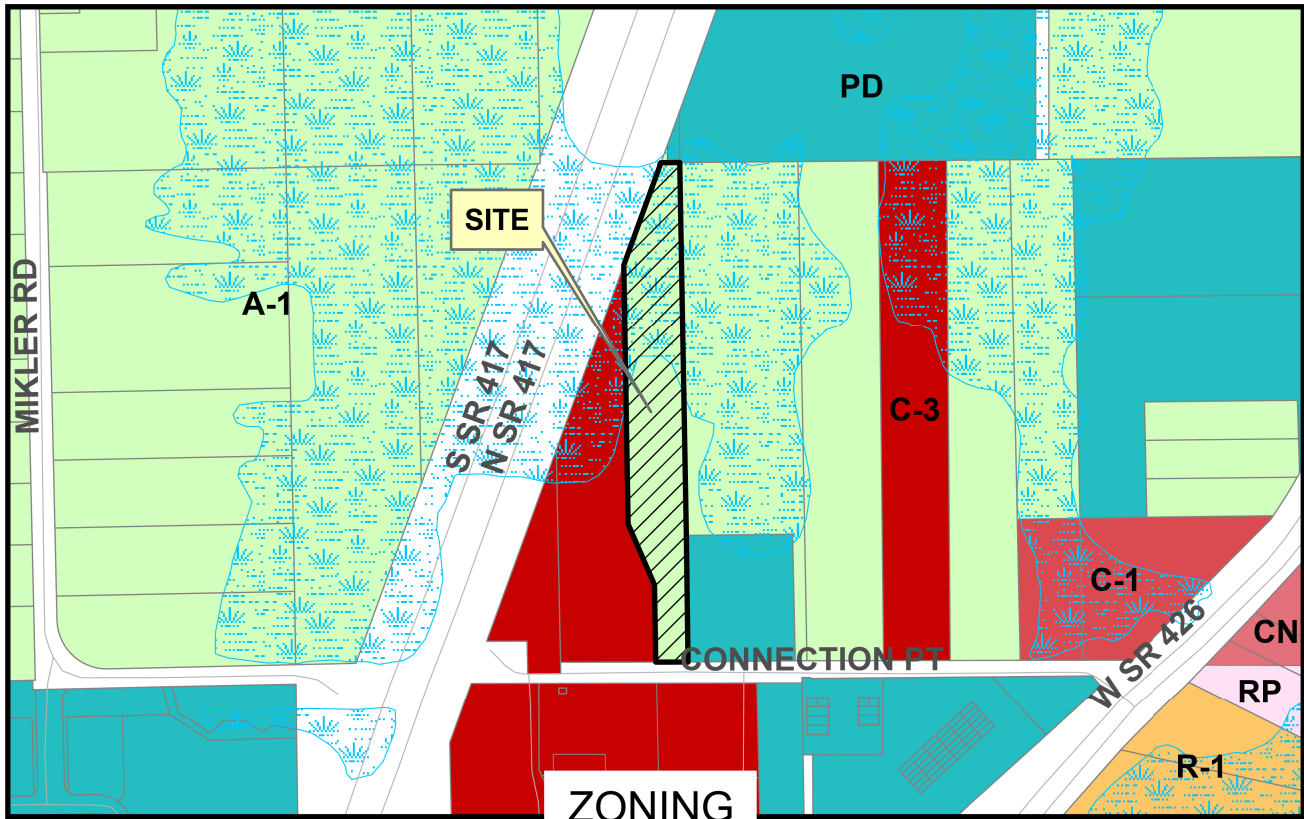 PD
SITE
MIKLER RD
A-1
S SR 417
N SR 417
C-3
C-1
CN
CONNECTION PT
W SR 426
RP
R-1
ZONING